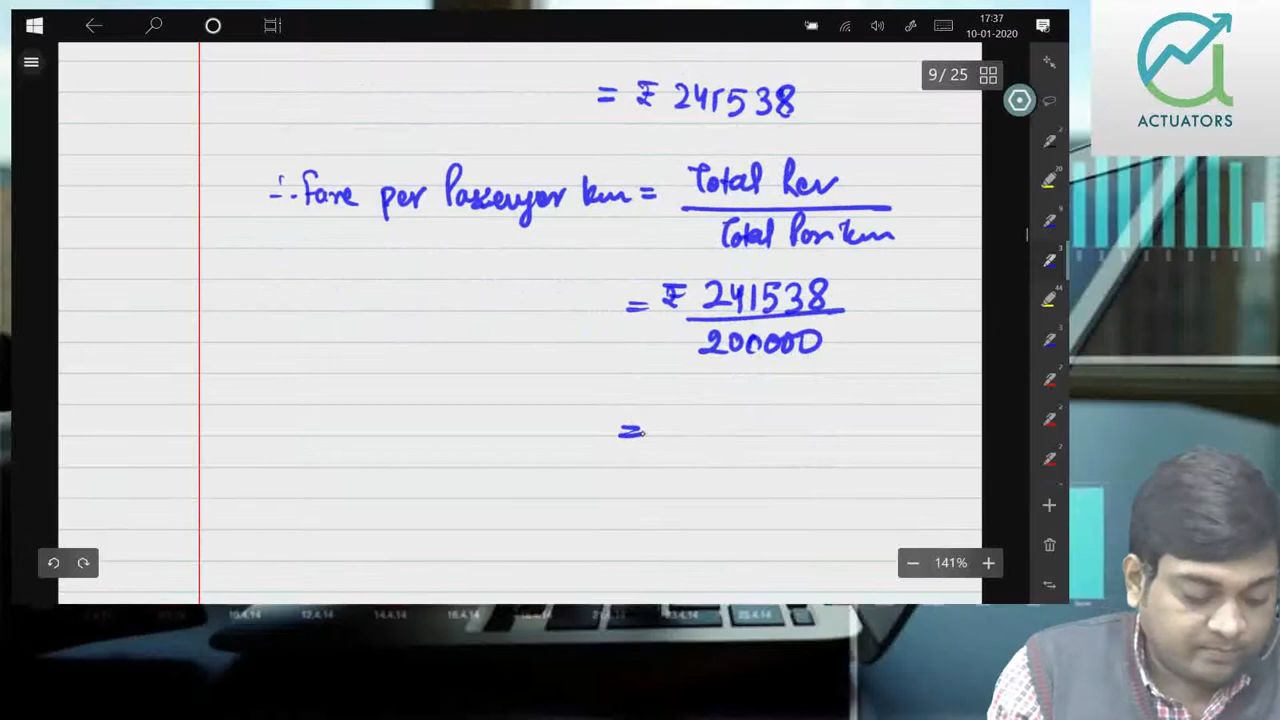 17:37
10-01-2020
9/25
ACTUATORS
= ₹ 241538
∴ Fare per Passenger km = Total Rev
Total Pass km
= ₹ 241538
200000
=
141%